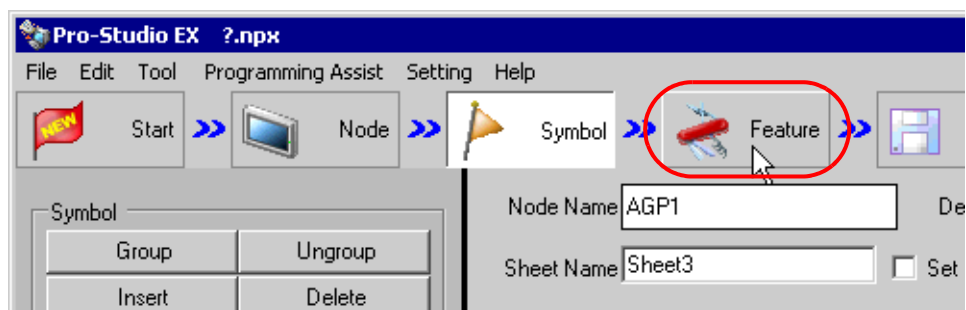 Pro-Studio EX ?.npx
File Edit Tool Programming Assist Setting Help
NEW Start Node Symbol Feature
Symbol
Node Name AGP1 De
Group Ungroup
Sheet Name Sheet3 Set
Insert Delete